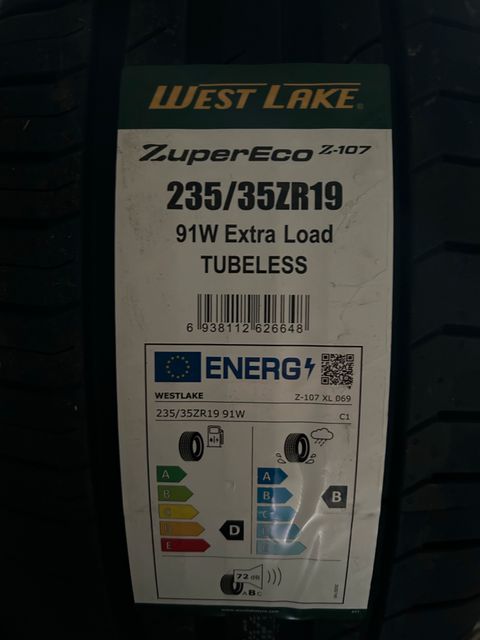 WEST LAKE®
ZuperEco Z-107
235/35ZR19
91W Extra Load
TUBELESS
6 938112 626648
ENERG
WESTLAKE Z-107 XL 069
235/35ZR19 91W C1
A A
B B B
C C
D
E
72 dB
A B C